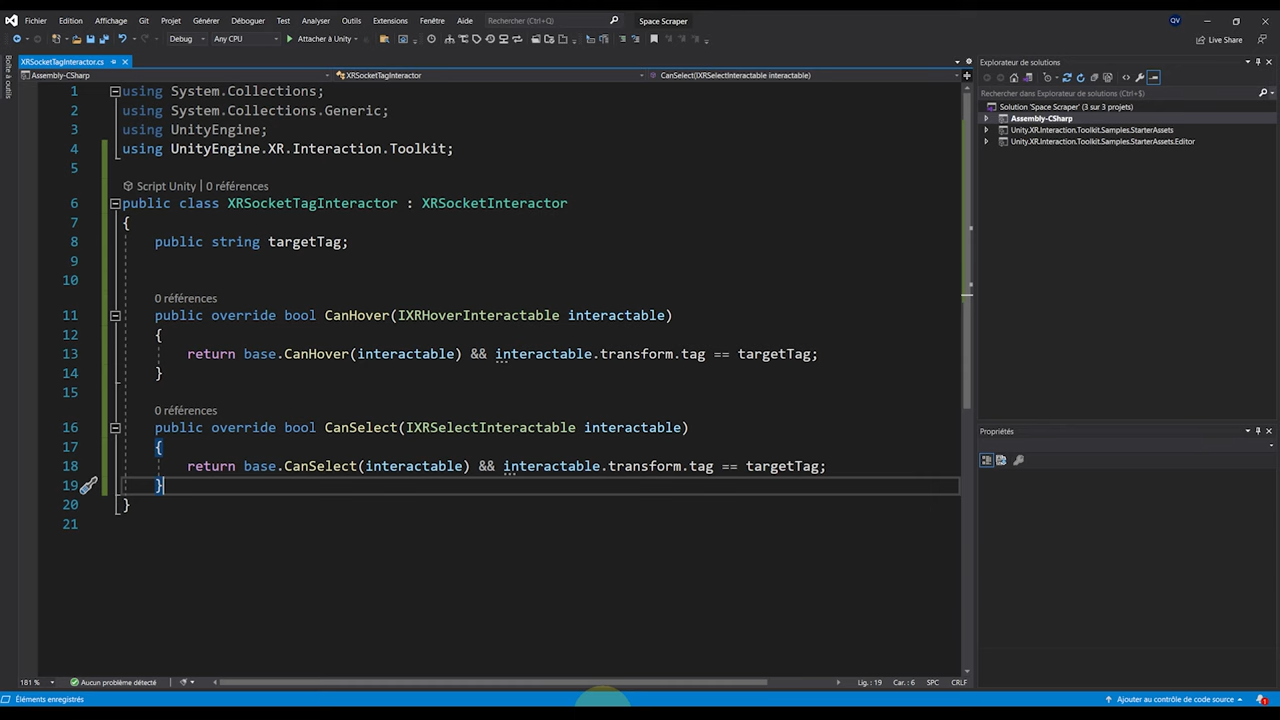 Fichier Edition Affichage Git Projet Générer Déboguer Test Analyser Outils Extensions Fenêtre Aide Rechercher (Ctrl+Q) Space Scraper QV
Debug Any CPU Attacher à Unity Live Share
Boîte à outils
XRSocketTagInteractor.cs
Assembly-CSharp XRSocketTagInteractor CanSelect(IXRSelectInteractable interactable)
1 using System.Collections;
2 using System.Collections.Generic;
3 using UnityEngine;
4 using UnityEngine.XR.Interaction.Toolkit;
5
Script Unity | 0 références
6 public class XRSocketTagInteractor : XRSocketInteractor
7 {
8 public string targetTag;
9
10
0 références
11 public override bool CanHover(IXRHoverInteractable interactable)
12 {
13 return base.CanHover(interactable) && interactable.transform.tag == targetTag;
14 }
15
0 références
16 public override bool CanSelect(IXRSelectInteractable interactable)
17 {
18 return base.CanSelect(interactable) && interactable.transform.tag == targetTag;
19 }
20 }
21
181 % Aucun problème détecté Lig. : 19 Car. : 6 SPC CRLF
Explorateur de solutions
Rechercher dans Explorateur de solutions (Ctrl+$)
Solution 'Space Scraper' (3 sur 3 projets)
Assembly-CSharp
Unity.XR.Interaction.Toolkit.Samples.StarterAssets
Unity.XR.Interaction.Toolkit.Samples.StarterAssets.Editor
Propriétés
Éléments enregistrés Ajouter au contrôle de code source 1